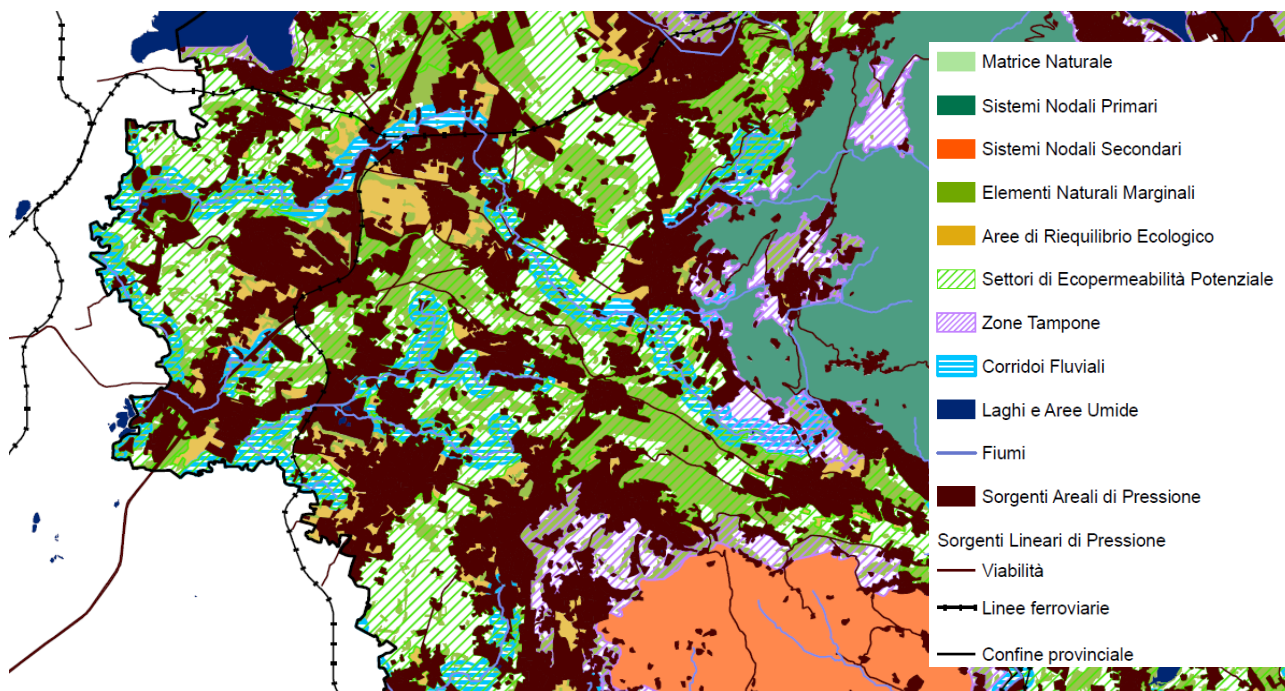 Matrice Naturale
Sistemi Nodali Primari
Sistemi Nodali Secondari
Elementi Naturali Marginali
Aree di Riequilibrio Ecologico
Settori di Ecopermeabilità Potenziale
Zone Tampone
Corridoi Fluviali
Laghi e Aree Umide
Fiumi
Sorgenti Areali di Pressione
Sorgenti Lineari di Pressione
Viabilità
Linee ferroviarie
Confine provinciale